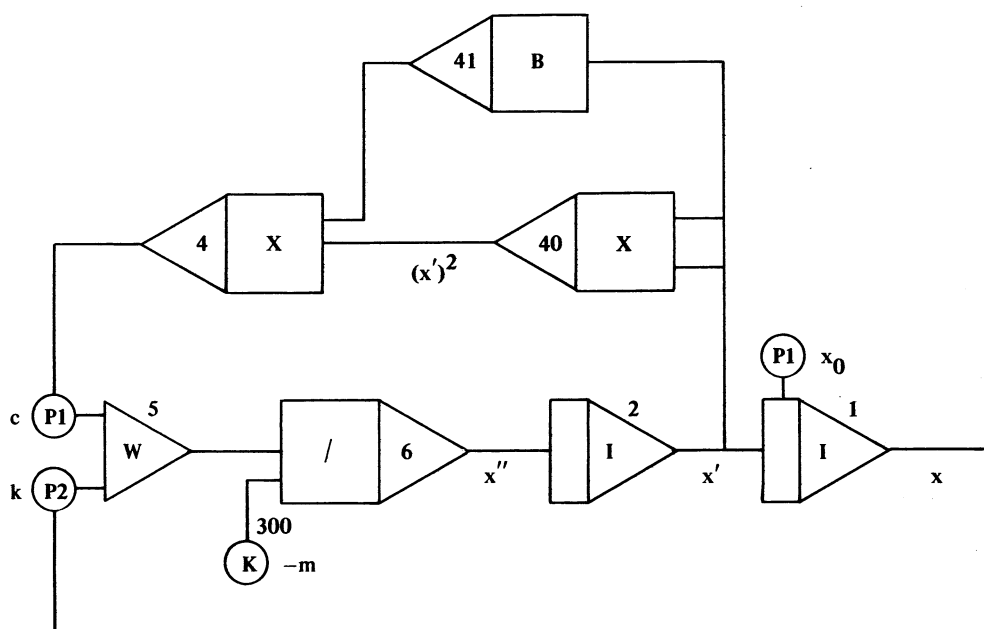 41 B
4 X
40 X
(x′)²
P1 x₀
c P1 5
W
/ 6
x″
2
I
x′
1
I
x
k P2
300
K −m